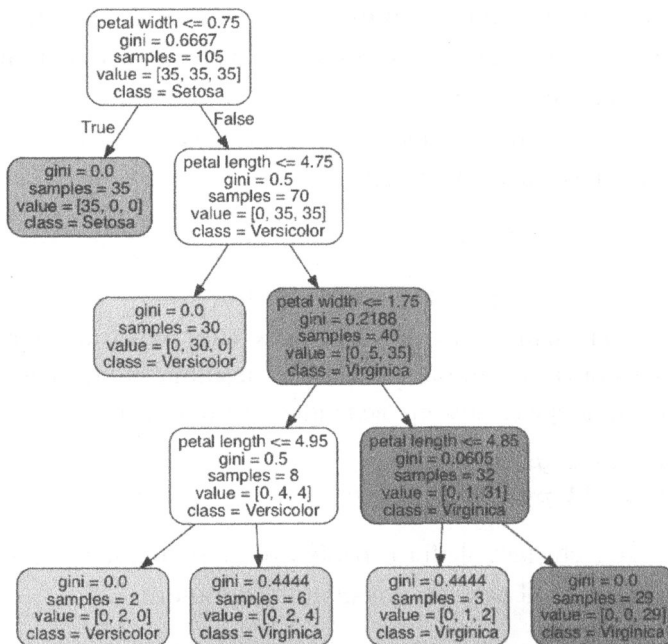 petal width <= 0.75
gini = 0.6667
samples = 105
value = [35, 35, 35]
class = Setosa
True
False
gini = 0.0
samples = 35
value = [35, 0, 0]
class = Setosa
petal length <= 4.75
gini = 0.5
samples = 70
value = [0, 35, 35]
class = Versicolor
gini = 0.0
samples = 30
value = [0, 30, 0]
class = Versicolor
petal width <= 1.75
gini = 0.2188
samples = 40
value = [0, 5, 35]
class = Virginica
petal length <= 4.95
gini = 0.5
samples = 8
value = [0, 4, 4]
class = Versicolor
petal length <= 4.85
gini = 0.0605
samples = 32
value = [0, 1, 31]
class = Virginica
gini = 0.0
samples = 2
value = [0, 2, 0]
class = Versicolor
gini = 0.4444
samples = 6
value = [0, 2, 4]
class = Virginica
gini = 0.4444
samples = 3
value = [0, 1, 2]
class = Virginica
gini = 0.0
samples = 29
value = [0, 0, 29]
class = Virginica